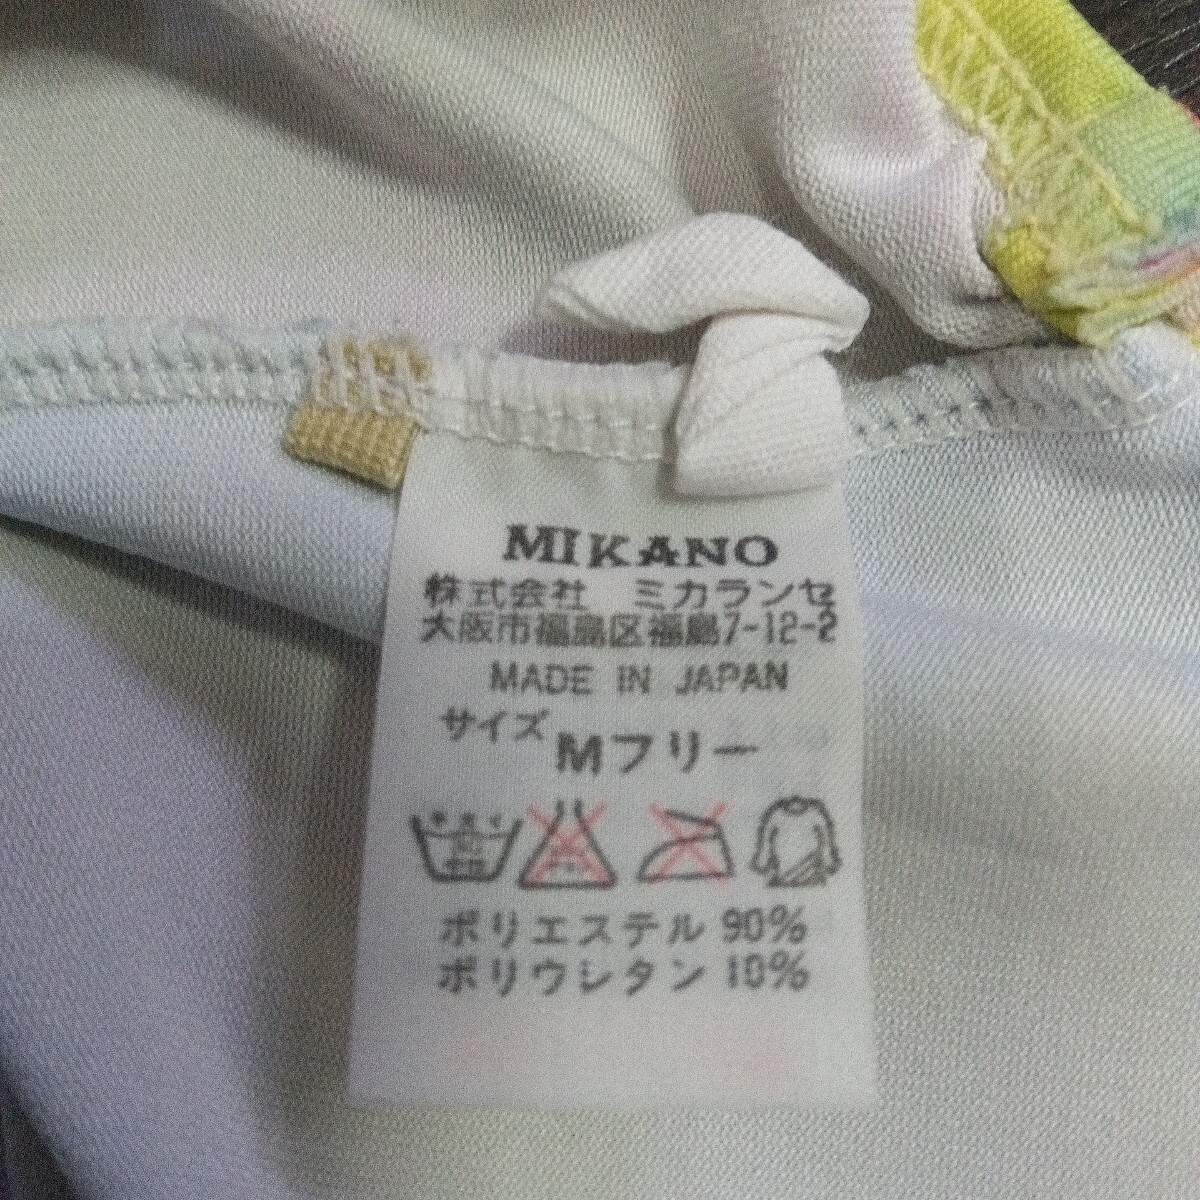 MIKANO
株式会社 ミカランセ
大阪市福島区福島7-12-2
MADE IN JAPAN
サイズ Mフリー
ポリエステル 90%
ポリウレタン 10%